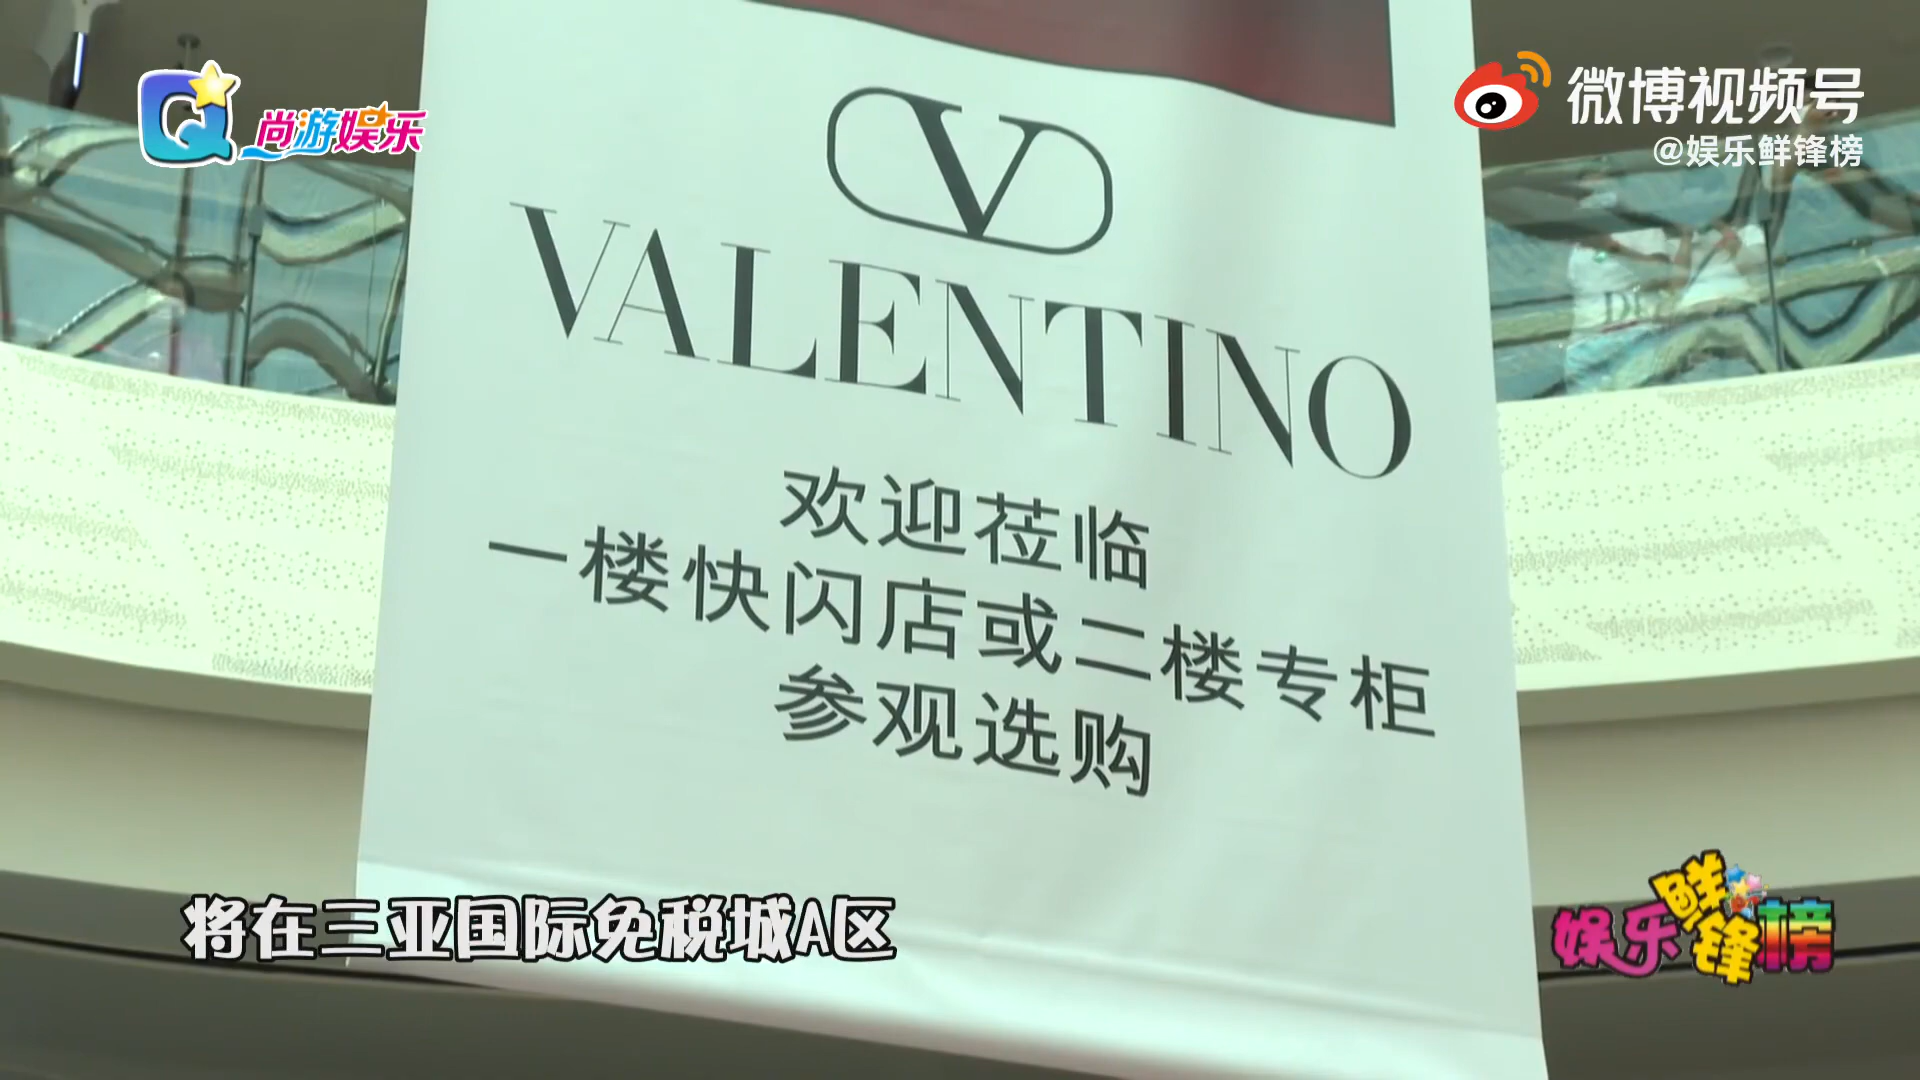 尚游娱乐
微博视频号
@娱乐鲜锋榜
V
VALENTINO
欢迎莅临
一楼快闪店或二楼专柜
参观选购
将在三亚国际免税城A区
娱乐鲜锋榜